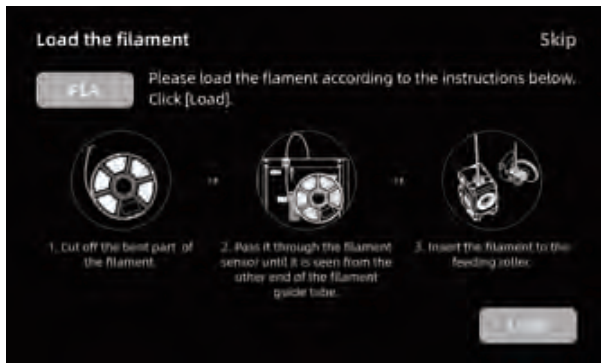 Load the filament
Skip
PLA
Please load the flament according to the instructions below.
Click [Load].
1. Cut off the bent part of
the filament.
2. Pass it through the filament
sensor until it is seen from the
other end of the filament
guide tube.
3. Insert the filament to the
feeding roller.